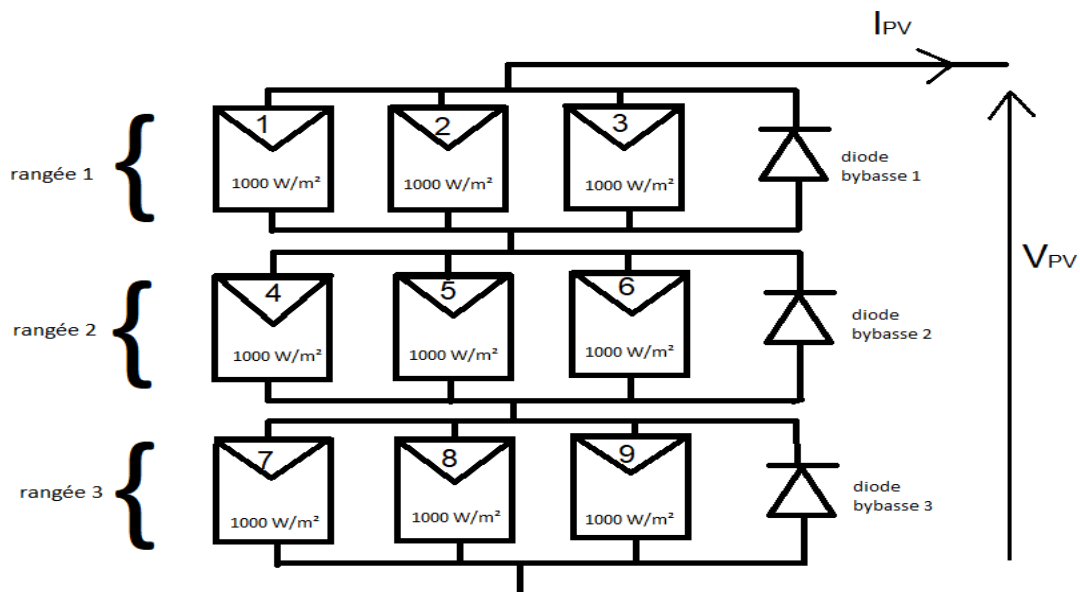 IPV
1
2
3
rangée 1
1000 W/m²
1000 W/m²
1000 W/m²
diode
bybasse 1
VPV
4
5
6
rangée 2
1000 W/m²
1000 W/m²
1000 W/m²
diode
bybasse 2
7
8
9
rangée 3
1000 W/m²
1000 W/m²
1000 W/m²
diode
bybasse 3